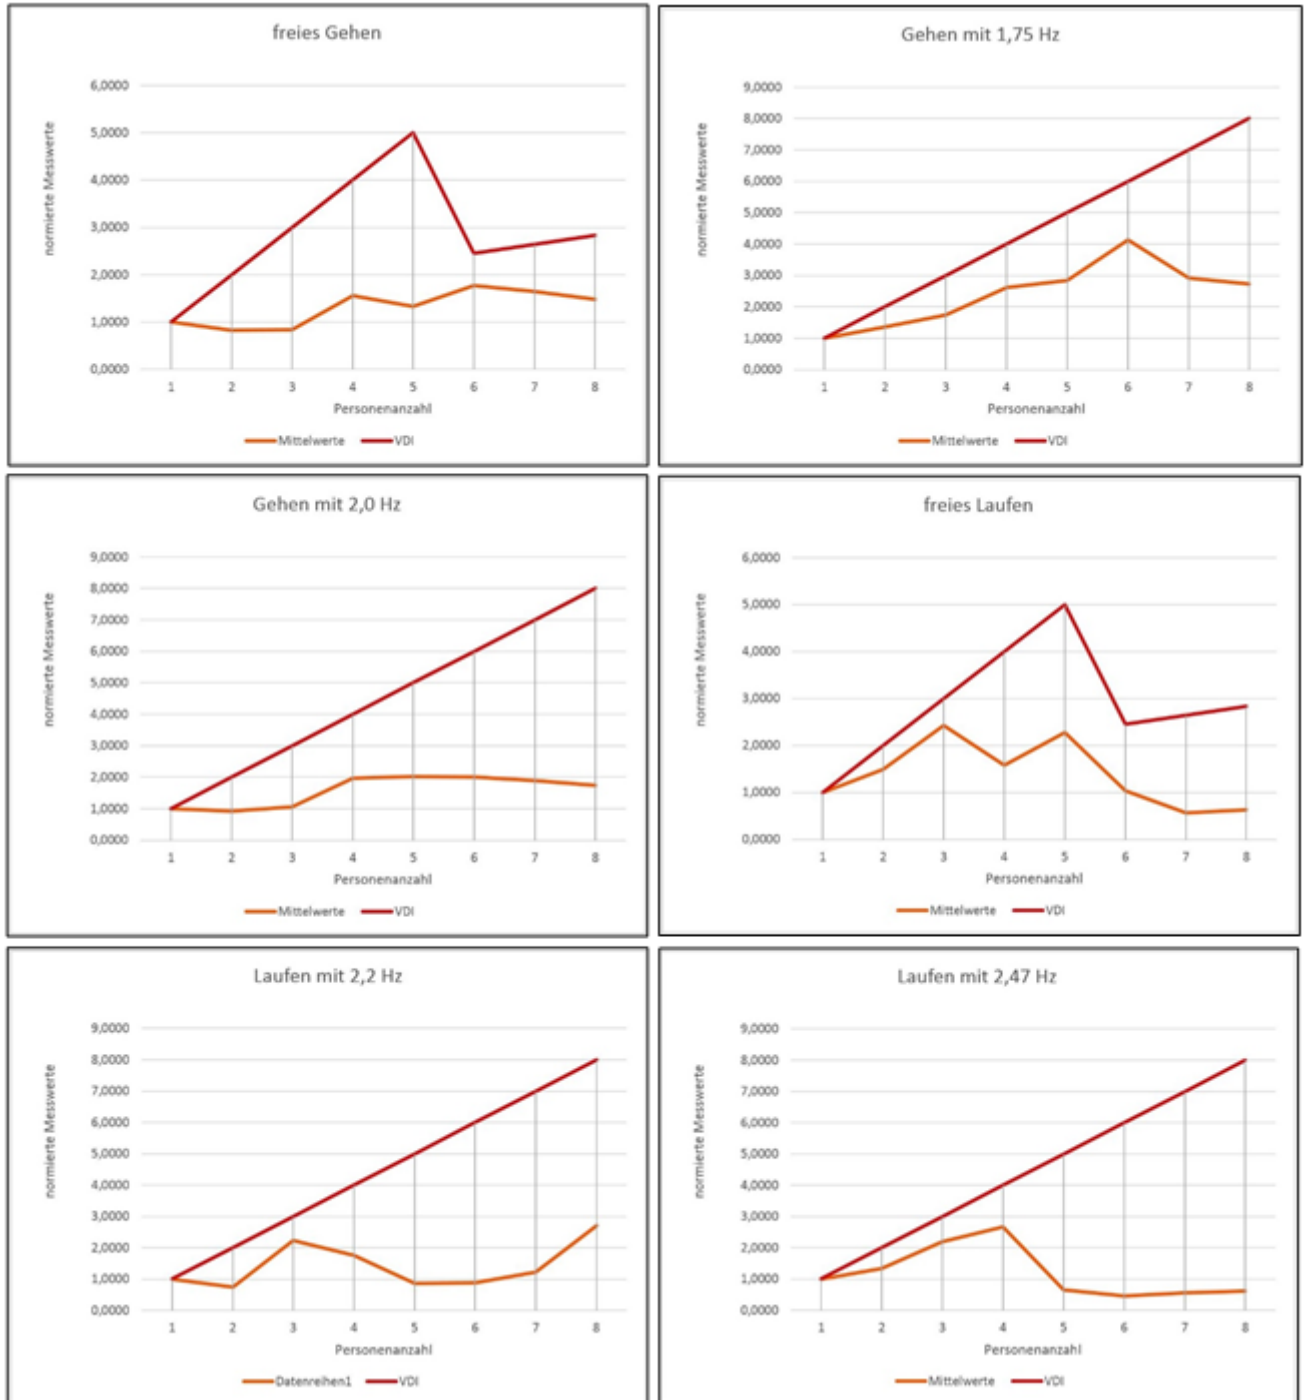 freies Gehen
normierte Messwerte
6,0000
5,0000
4,0000
3,0000
2,0000
1,0000
0,0000
1 2 3 4 5 6 7 8
Personenanzahl
Mittelwerte VDI
Gehen mit 1,75 Hz
normierte Messwerte
9,0000
8,0000
7,0000
6,0000
5,0000
4,0000
3,0000
2,0000
1,0000
0,0000
1 2 3 4 5 6 7 8
Personenanzahl
Mittelwerte VDI
Gehen mit 2,0 Hz
normierte Messwerte
9,0000
8,0000
7,0000
6,0000
5,0000
4,0000
3,0000
2,0000
1,0000
0,0000
1 2 3 4 5 6 7 8
Personenanzahl
Mittelwerte VDI
freies Laufen
normierte Messwerte
6,0000
5,0000
4,0000
3,0000
2,0000
1,0000
0,0000
1 2 3 4 5 6 7 8
Personenanzahl
Mittelwerte VDI
Laufen mit 2,2 Hz
normierte Messwerte
9,0000
8,0000
7,0000
6,0000
5,0000
4,0000
3,0000
2,0000
1,0000
0,0000
1 2 3 4 5 6 7 8
Personenanzahl
Datenreihen1 VDI
Laufen mit 2,47 Hz
normierte Messwerte
9,0000
8,0000
7,0000
6,0000
5,0000
4,0000
3,0000
2,0000
1,0000
0,0000
1 2 3 4 5 6 7 8
Personenanzahl
Mittelwerte VDI